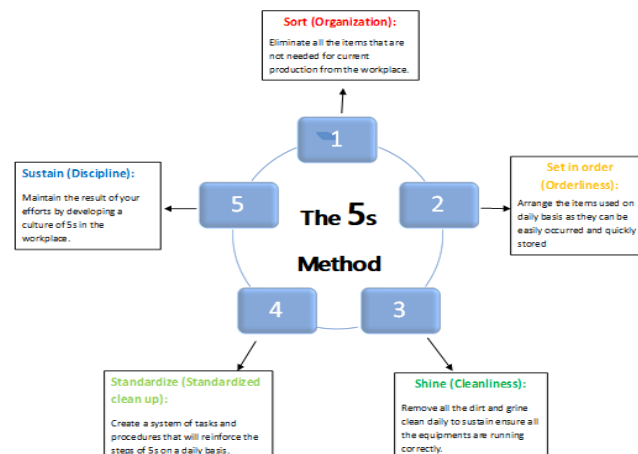 Sort (Organization):
Eliminate all the items that are
not needed for current
production from the workplace.
1
Set in order
(Orderliness):
Arrange the items used on
daily basis as they can be
easily occurred and quickly
stored
2
Sustain (Discipline):
Maintain the result of your
efforts by developing a
culture of 5s in the
workplace.
5
The 5s
Method
4
3
Standardize (Standardized
clean up):
Create a system of tasks and
procedures that will reinforce the
steps of 5s on a daily basis.
Shine (Cleanliness):
Remove all the dirt and grine
clean daily to sustain ensure all
the equipments are running
correctly.